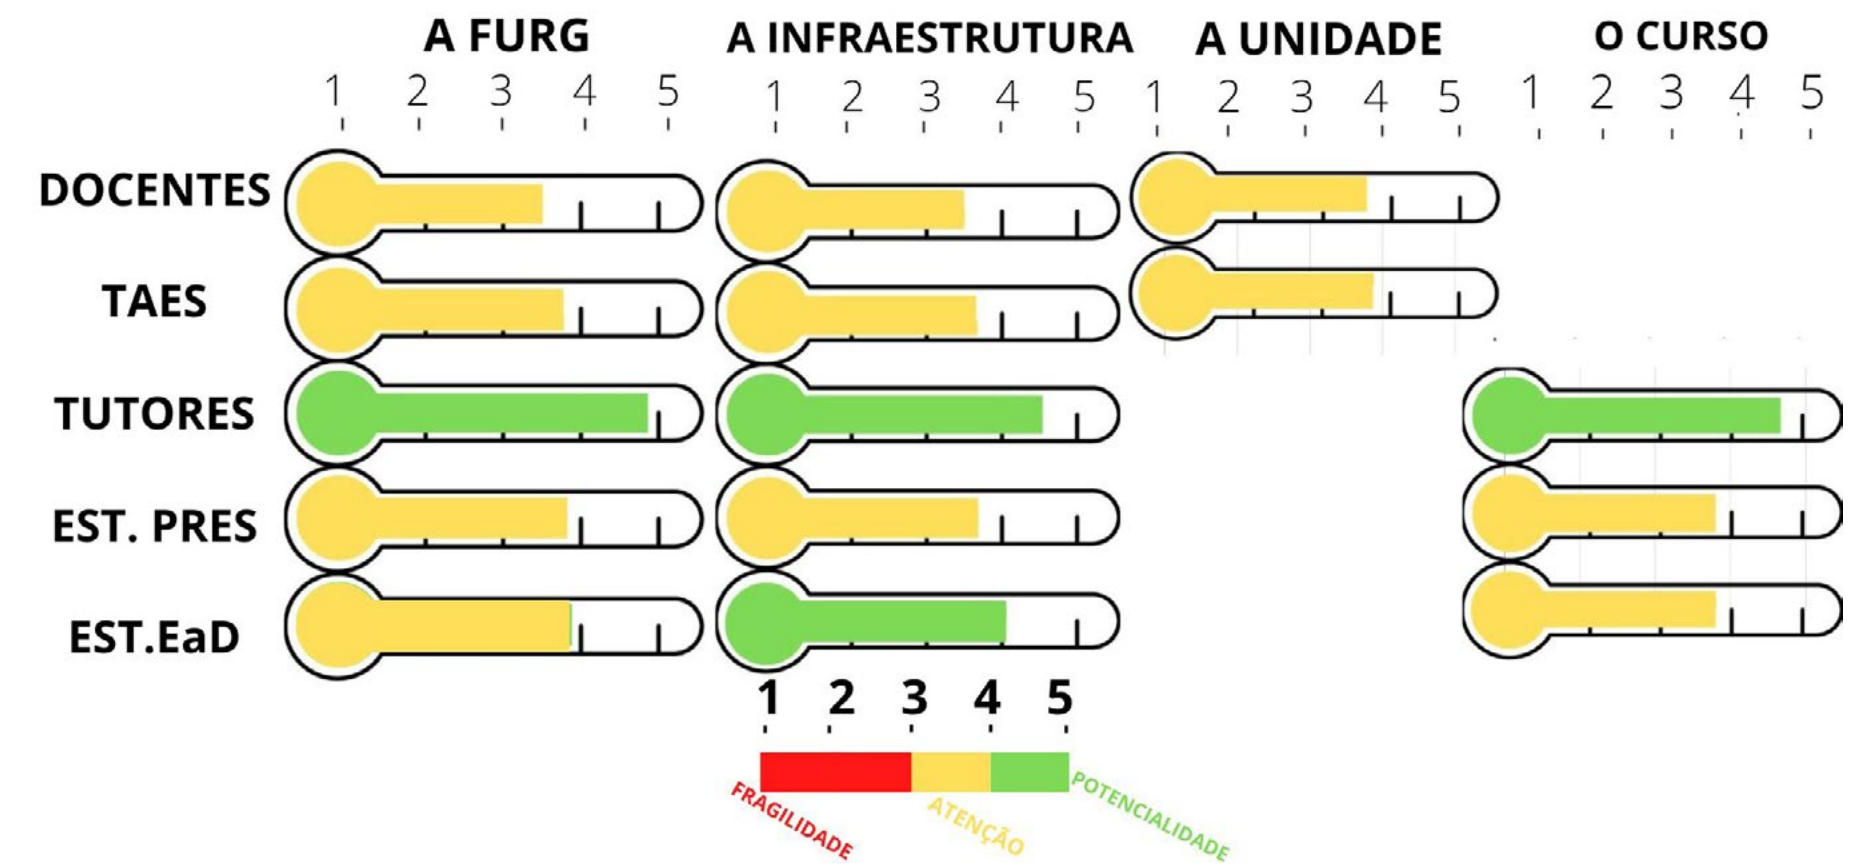 A FURG A INFRAESTRUTURA A UNIDADE O CURSO
1 2 3 4 5 1 2 3 4 5 1 2 3 4 5 1 2 3 4 5
DOCENTES
TAES
TUTORES
EST. PRES
EST.EaD
1 2 3 4 5
FRAGILIDADE ATENÇÃO POTENCIALIDADE